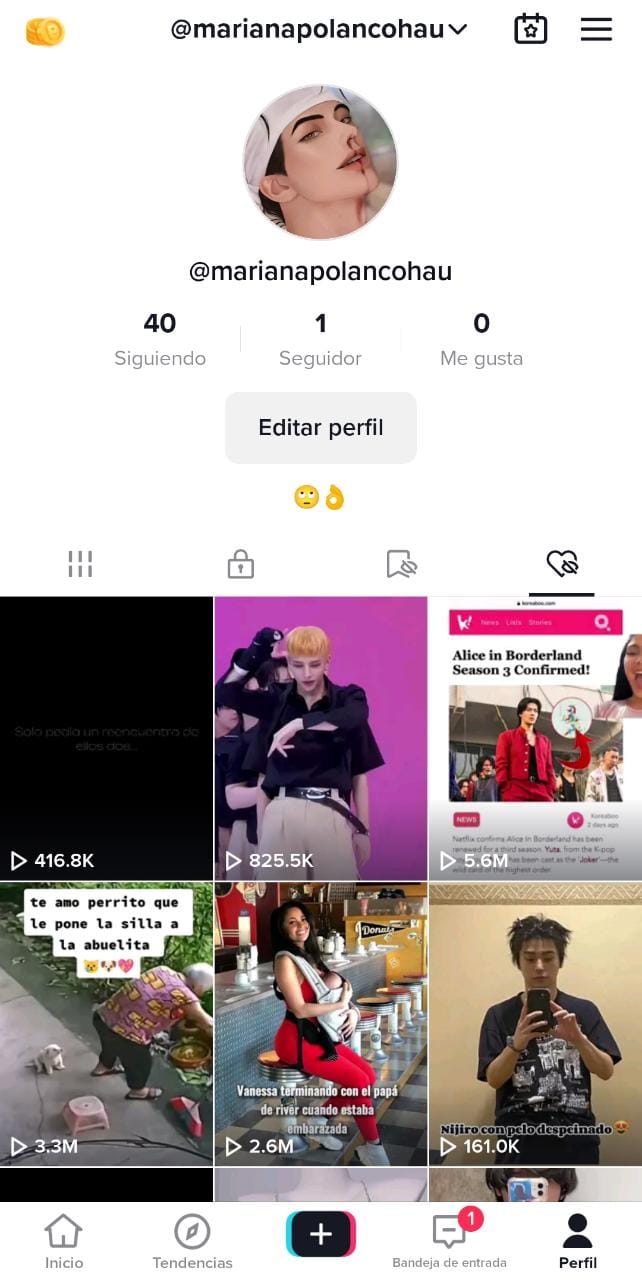 @marianapolancohau
@marianapolancohau
40
1
0
Siguiendo
Seguidor
Me gusta
Editar perfil
🙄👌
Solo pedía un reencuentro de
ellos dos...
416.8K
825.5K
koreaboo.com
K!
News Lists Stories
Alice in Borderland
Season 3 Confirmed!
NEWS
Koreaboo
2 days ago
Netflix confirms Alice In Borderland has been
renewed for a third season. Yuta, from the K-pop
has been cast as the 'Joker'—the
wild card of the highest order.
5.6M
te amo perrito que
le pone la silla a
la abuelita
😿🐶💖
3.3M
Donuts
Vanessa terminando con el papá
de river cuando estaba
embarazada
2.6M
Nijiro con pelo despeinado 😍
161.0K
1
Inicio
Tendencias
Bandeja de entrada
Perfil